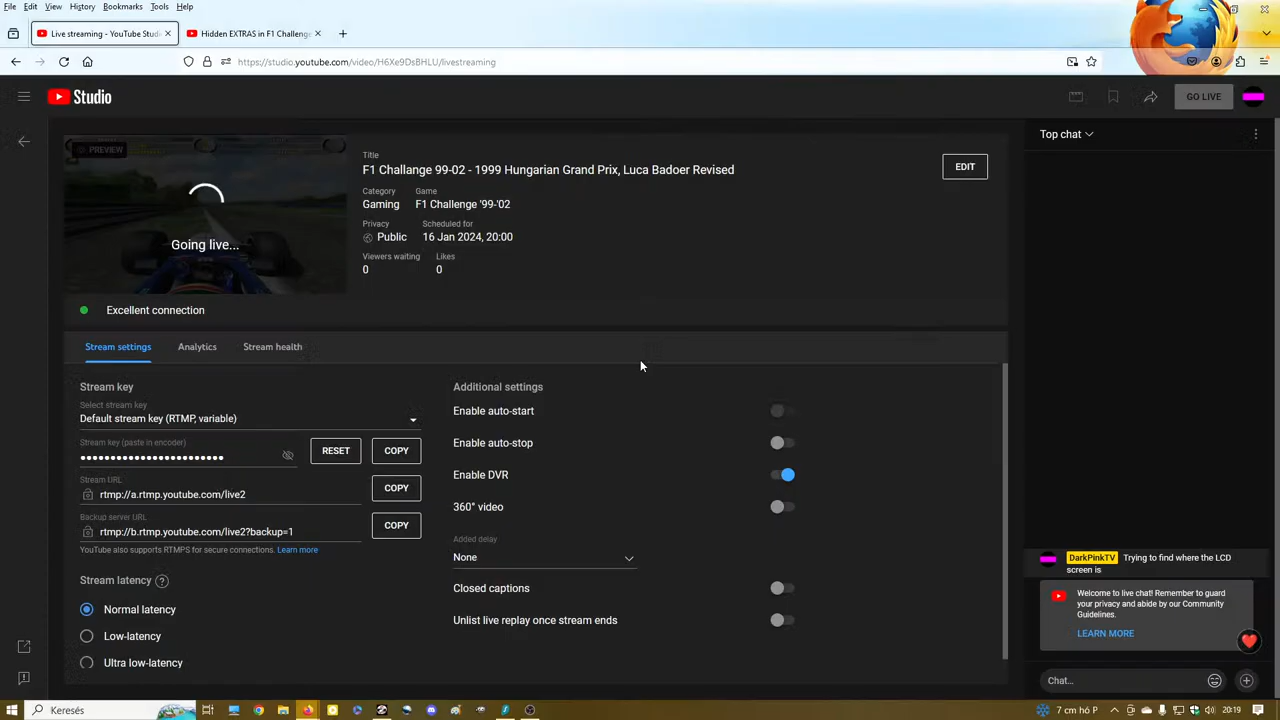 File Edit View History Bookmarks Tools Help
Live streaming - YouTube Stud
Hidden EXTRAS in F1 Challeng
https://studio.youtube.com/video/H6Xe9DsBHLU/livestreaming
Studio
GO LIVE
PREVIEW
Going live...
Title
F1 Challenge 99-02 - 1999 Hungarian Grand Prix, Luca Badoer Revised
EDIT
Category Game
Gaming F1 Challenge '99-'02
Privacy Scheduled for
Public 16 Jan 2024, 20:00
Viewers waiting Likes
0 0
Excellent connection
Stream settings Analytics Stream health
Stream key
Select stream key
Default stream key (RTMP, variable)
Stream key (paste in encoder)
••••••••••••••••••••••••
RESET COPY
Stream URL
rtmp://a.rtmp.youtube.com/live2
COPY
Backup server URL
rtmp://b.rtmp.youtube.com/live2?backup=1
COPY
YouTube also supports RTMPS for secure connections. Learn more
Stream latency ?
Normal latency
Low-latency
Ultra low-latency
Additional settings
Enable auto-start
Enable auto-stop
Enable DVR
360° video
Added delay
None
Closed captions
Unlist live replay once stream ends
Top chat
DarkPinkTV Trying to find where the LCD
screen is
Welcome to live chat! Remember to guard
your privacy and abide by our Community
Guidelines.
LEARN MORE
Chat...
Keresés
7 cm hó P
20:19